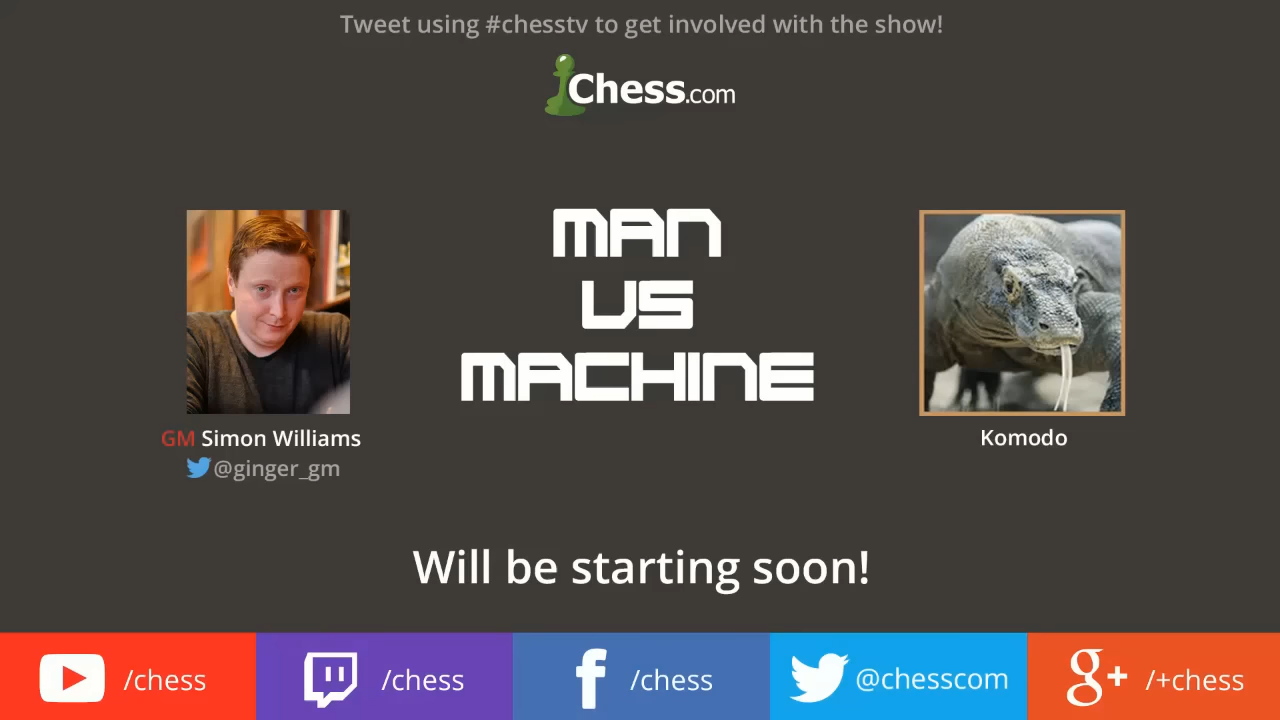 Tweet using #chesstv to get involved with the show!
Chess.com
MAN
VS
MACHINE
GM Simon Williams
@ginger_gm
Komodo
Will be starting soon!
/chess
/chess
f /chess
@chesscom
g+ /+chess